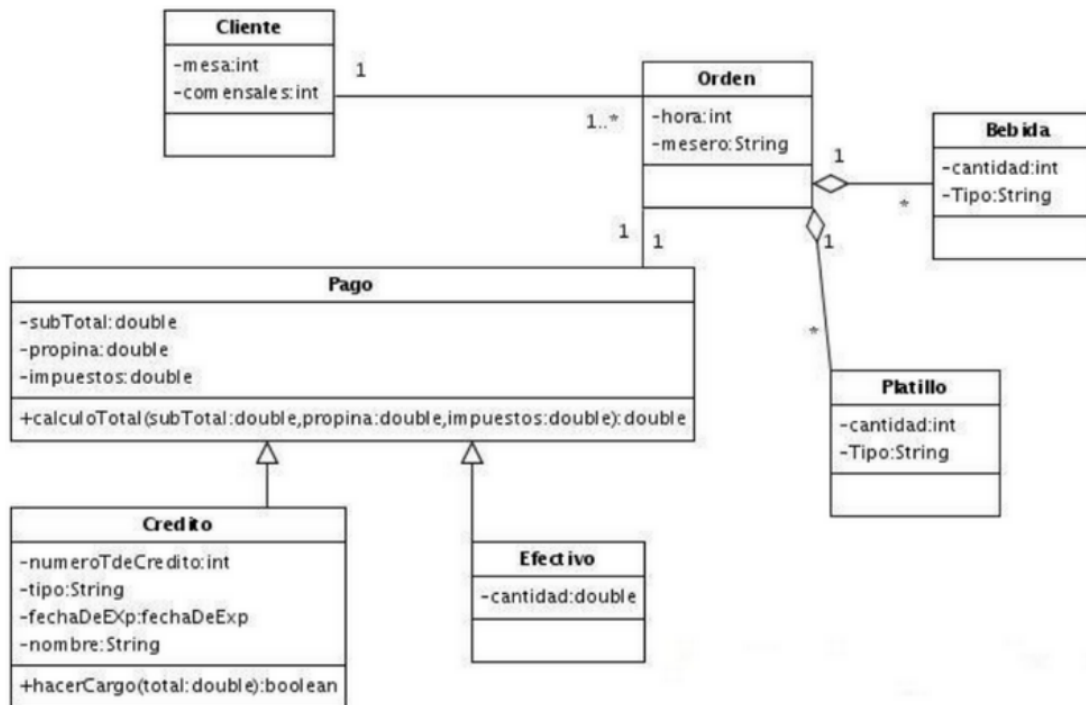 Cliente
-mesa:int
-comensales:int
1
1..*
Orden
-hora:int
-mesero:String
1
*
Bebida
-cantidad:int
-Tipo:String
1
1
1
*
Pago
-subTotal:double
-propina:double
-impuestos:double
+calculoTotal(subTotal:double,propina:double,impuestos:double):double
Platillo
-cantidad:int
-Tipo:String
Credito
-numeroTdeCredito:int
-tipo:String
-fechaDeEXp:fechaDeExp
-nombre:String
+hacerCargo(total:double):boolean
Efectivo
-cantidad:double